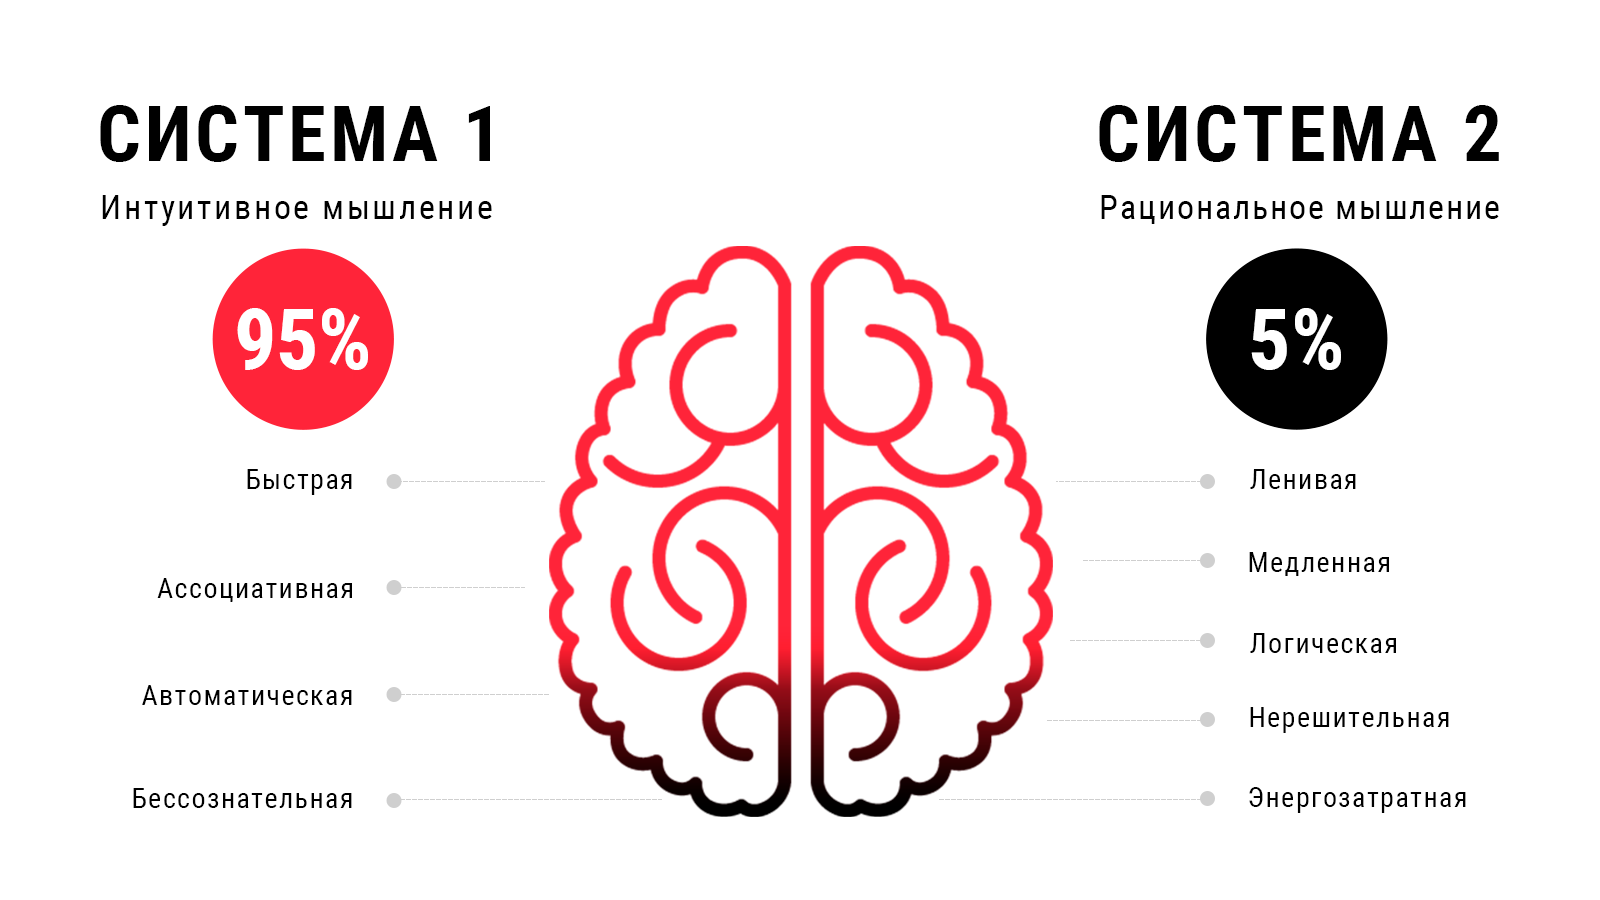 СИСТЕМА 1
Интуитивное мышление
95%
Быстрая
Ассоциативная
Автоматическая
Бессознательная
СИСТЕМА 2
Рациональное мышление
5%
Ленивая
Медленная
Логическая
Нерешительная
Энергозатратная